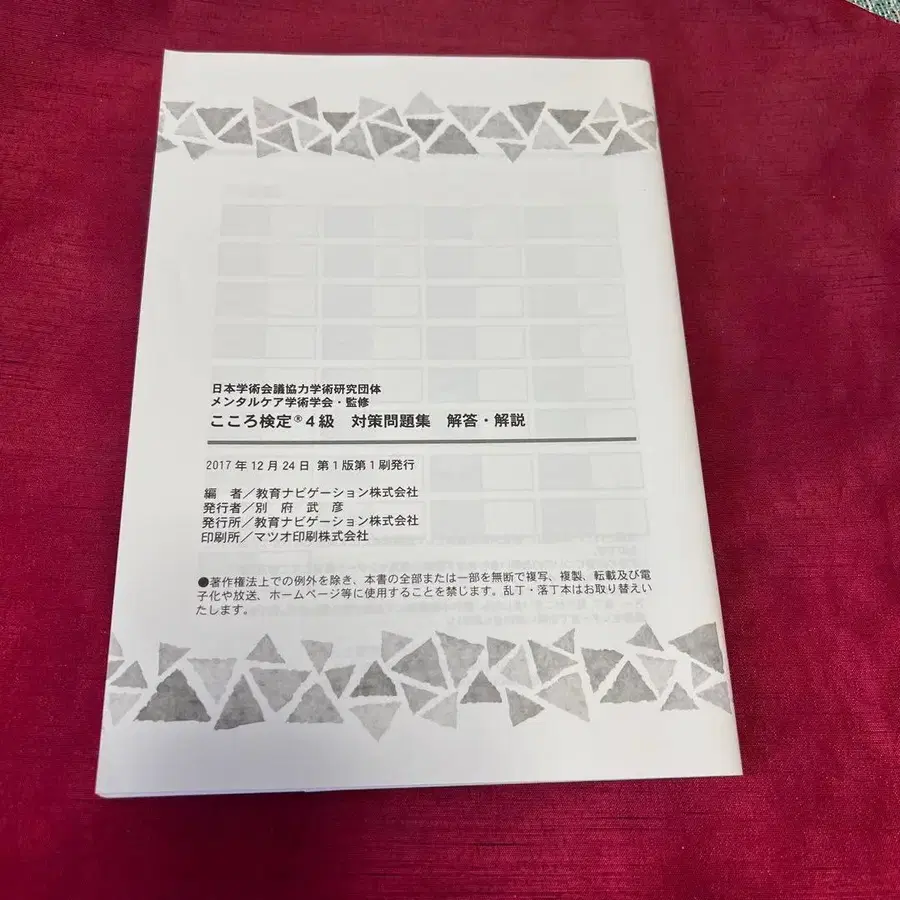 日本学術会議協力学術研究団体
メンタルケア学術学会・監修
こころ検定®4級 対策問題集 解答・解説
2017年12月24日 第1版第1刷発行
編 者／教育ナビゲーション株式会社
発行者／別 府 武 彦
発行所／教育ナビゲーション株式会社
印刷所／マツオ印刷株式会社
●著作権法上での例外を除き、本書の全部または一部を無断で複写、複製、転載及び電
子化や放送、ホームページ等に使用することを禁じます。乱丁・落丁本はお取り替えい
たします。